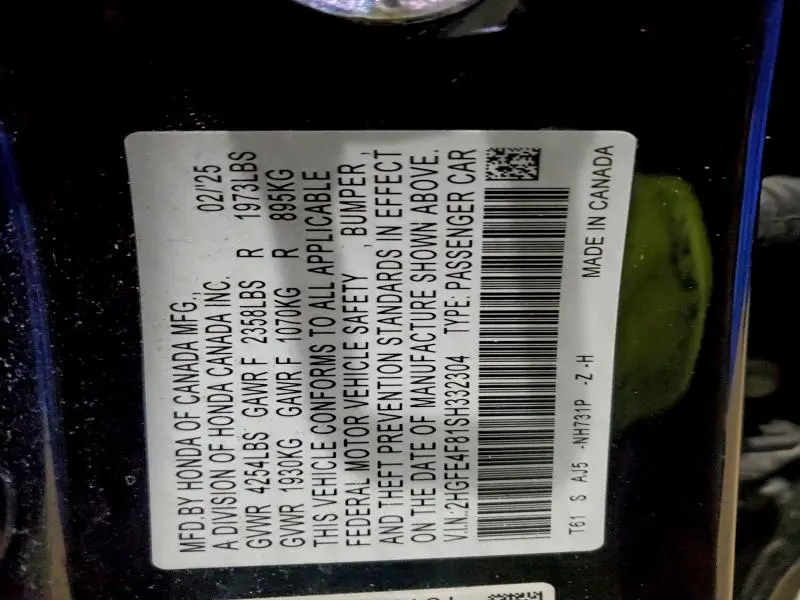 MFD.BY HONDA OF CANADA MFG., 02/'25
A DIVISION OF HONDA CANADA INC.
GVWR 4254LBS GAWR F 2358LBS R 1973LBS
GVWR 1930KG GAWR F 1070KG R 895KG
THIS VEHICLE CONFORMS TO ALL APPLICABLE
FEDERAL MOTOR VEHICLE SAFETY , BUMPER ,
AND THEFT PREVENTION STANDARDS IN EFFECT
ON THE DATE OF MANUFACTURE SHOWN ABOVE.
V.I.N.:2HGFE4F81SH332304 TYPE: PASSENGER CAR
T61 S AJ5 -NH731P -Z -H MADE IN CANADA